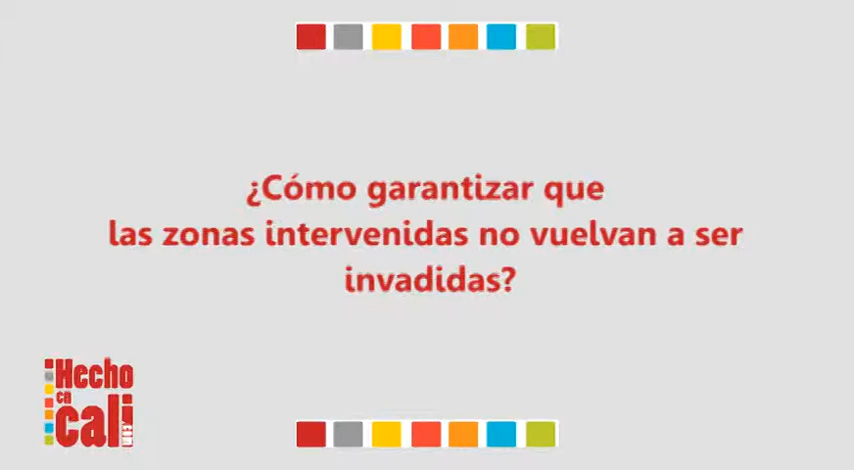 ¿Cómo garantizar que
las zonas intervenidas no vuelvan a ser
invadidas?
Hecho
en
cali